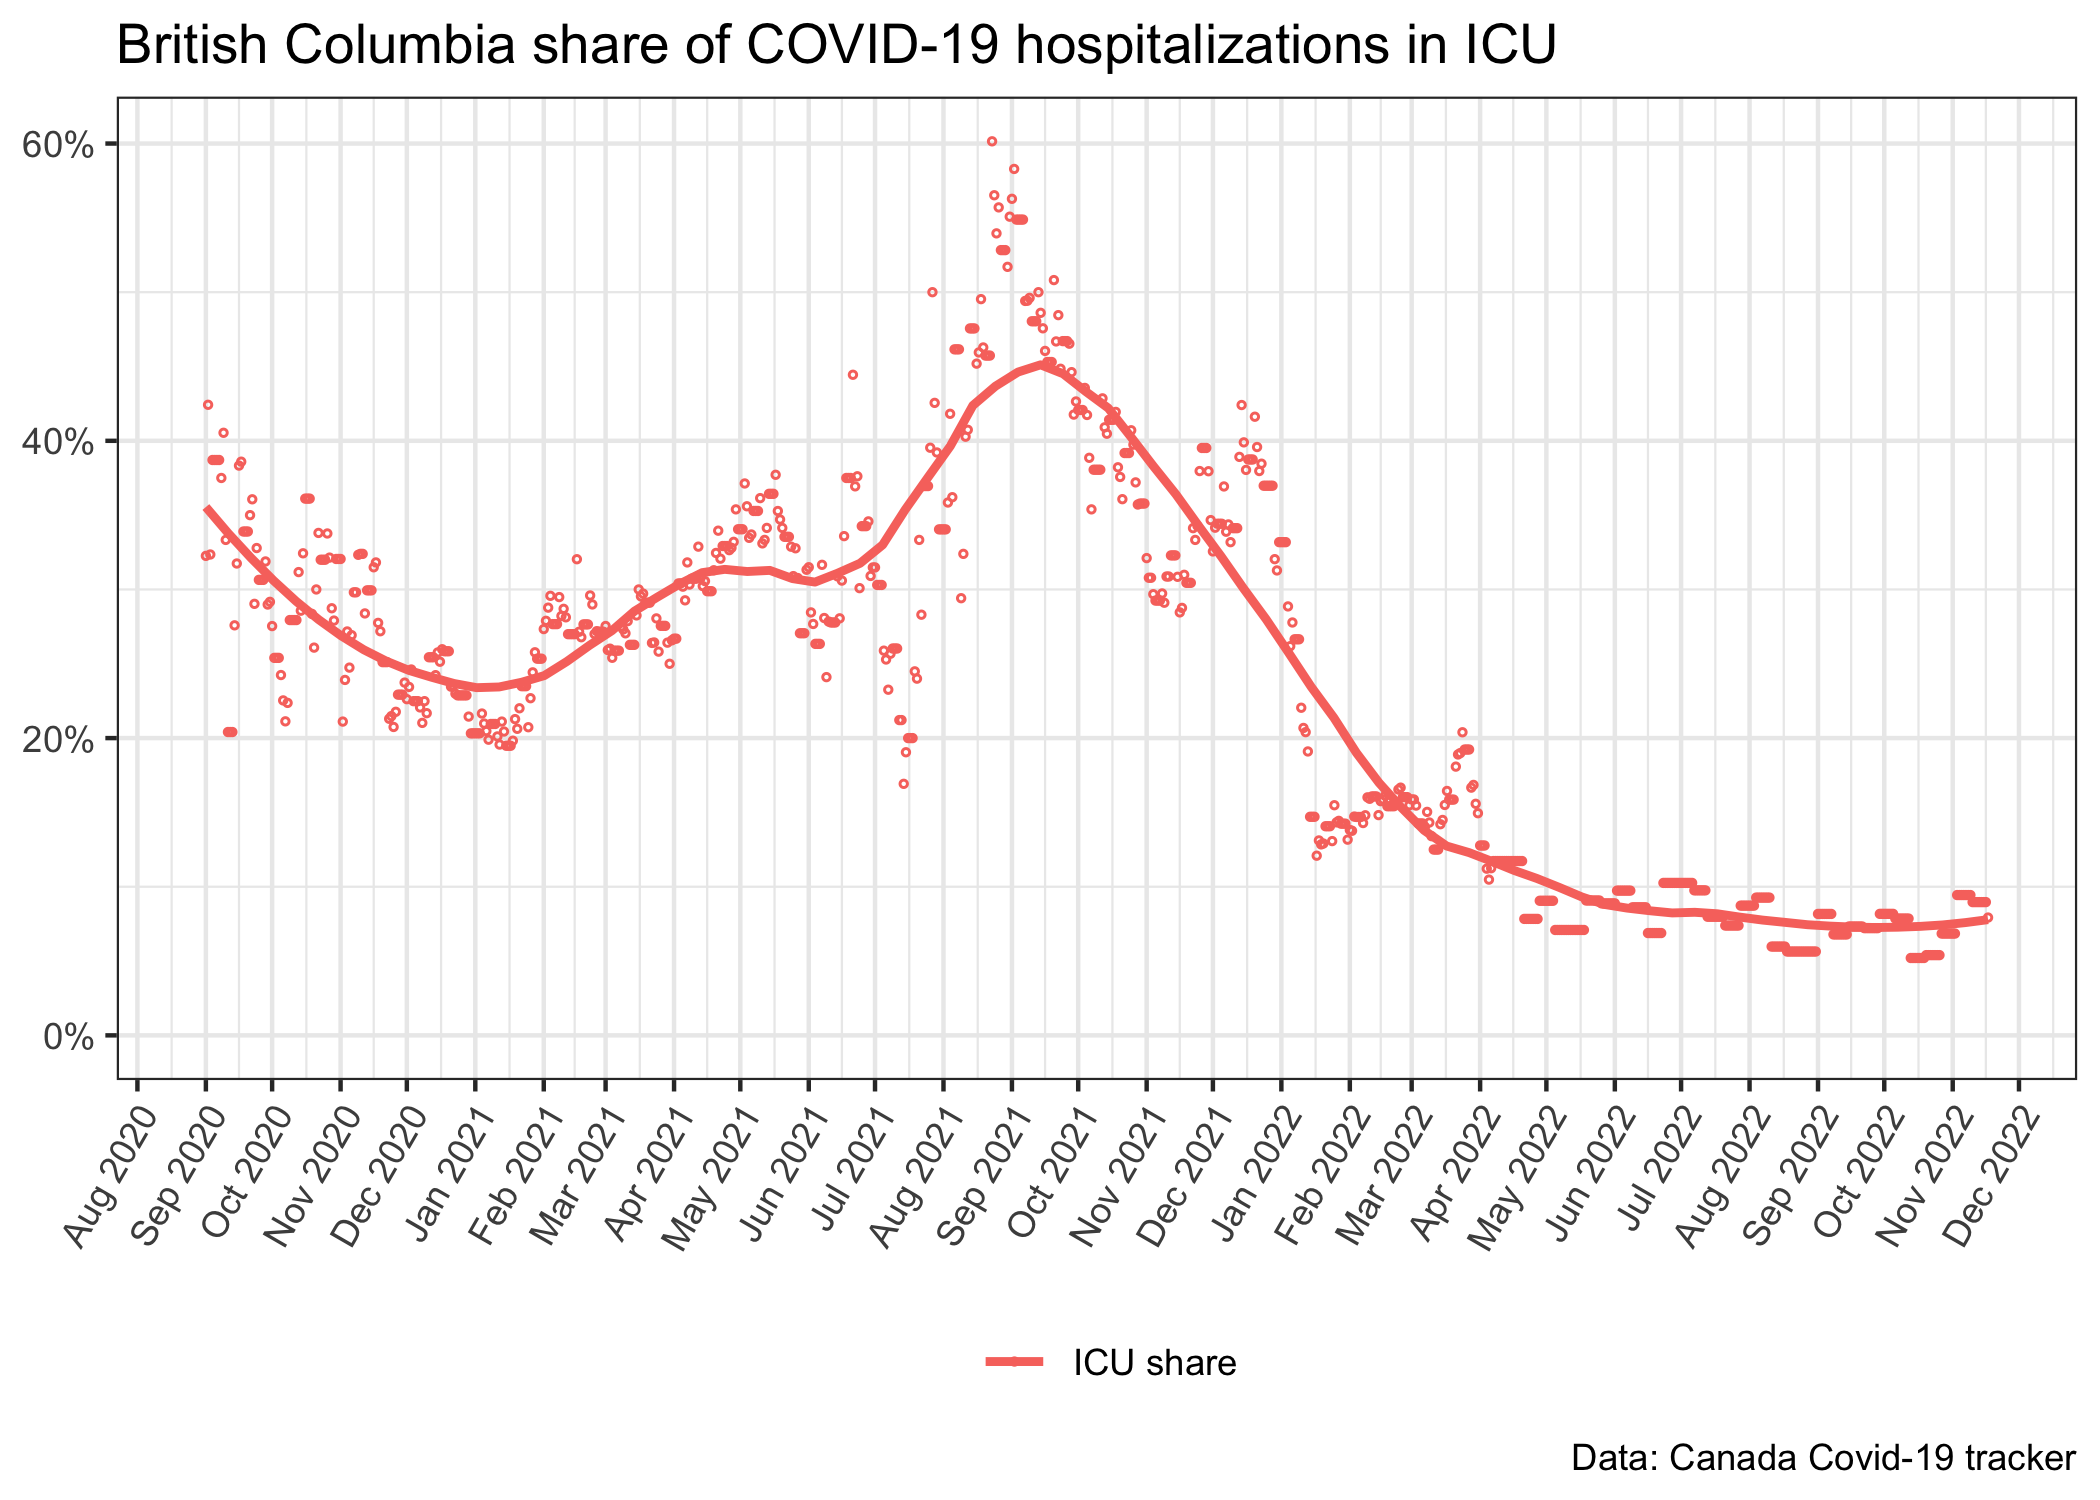 British Columbia share of COVID-19 hospitalizations in ICU
60%
40%
20%
0%
Aug 2020
Sep 2020
Oct 2020
Nov 2020
Dec 2020
Jan 2021
Feb 2021
Mar 2021
Apr 2021
May 2021
Jun 2021
Jul 2021
Aug 2021
Sep 2021
Oct 2021
Nov 2021
Dec 2021
Jan 2022
Feb 2022
Mar 2022
Apr 2022
May 2022
Jun 2022
Jul 2022
Aug 2022
Sep 2022
Oct 2022
Nov 2022
Dec 2022
ICU share
Data: Canada Covid-19 tracker